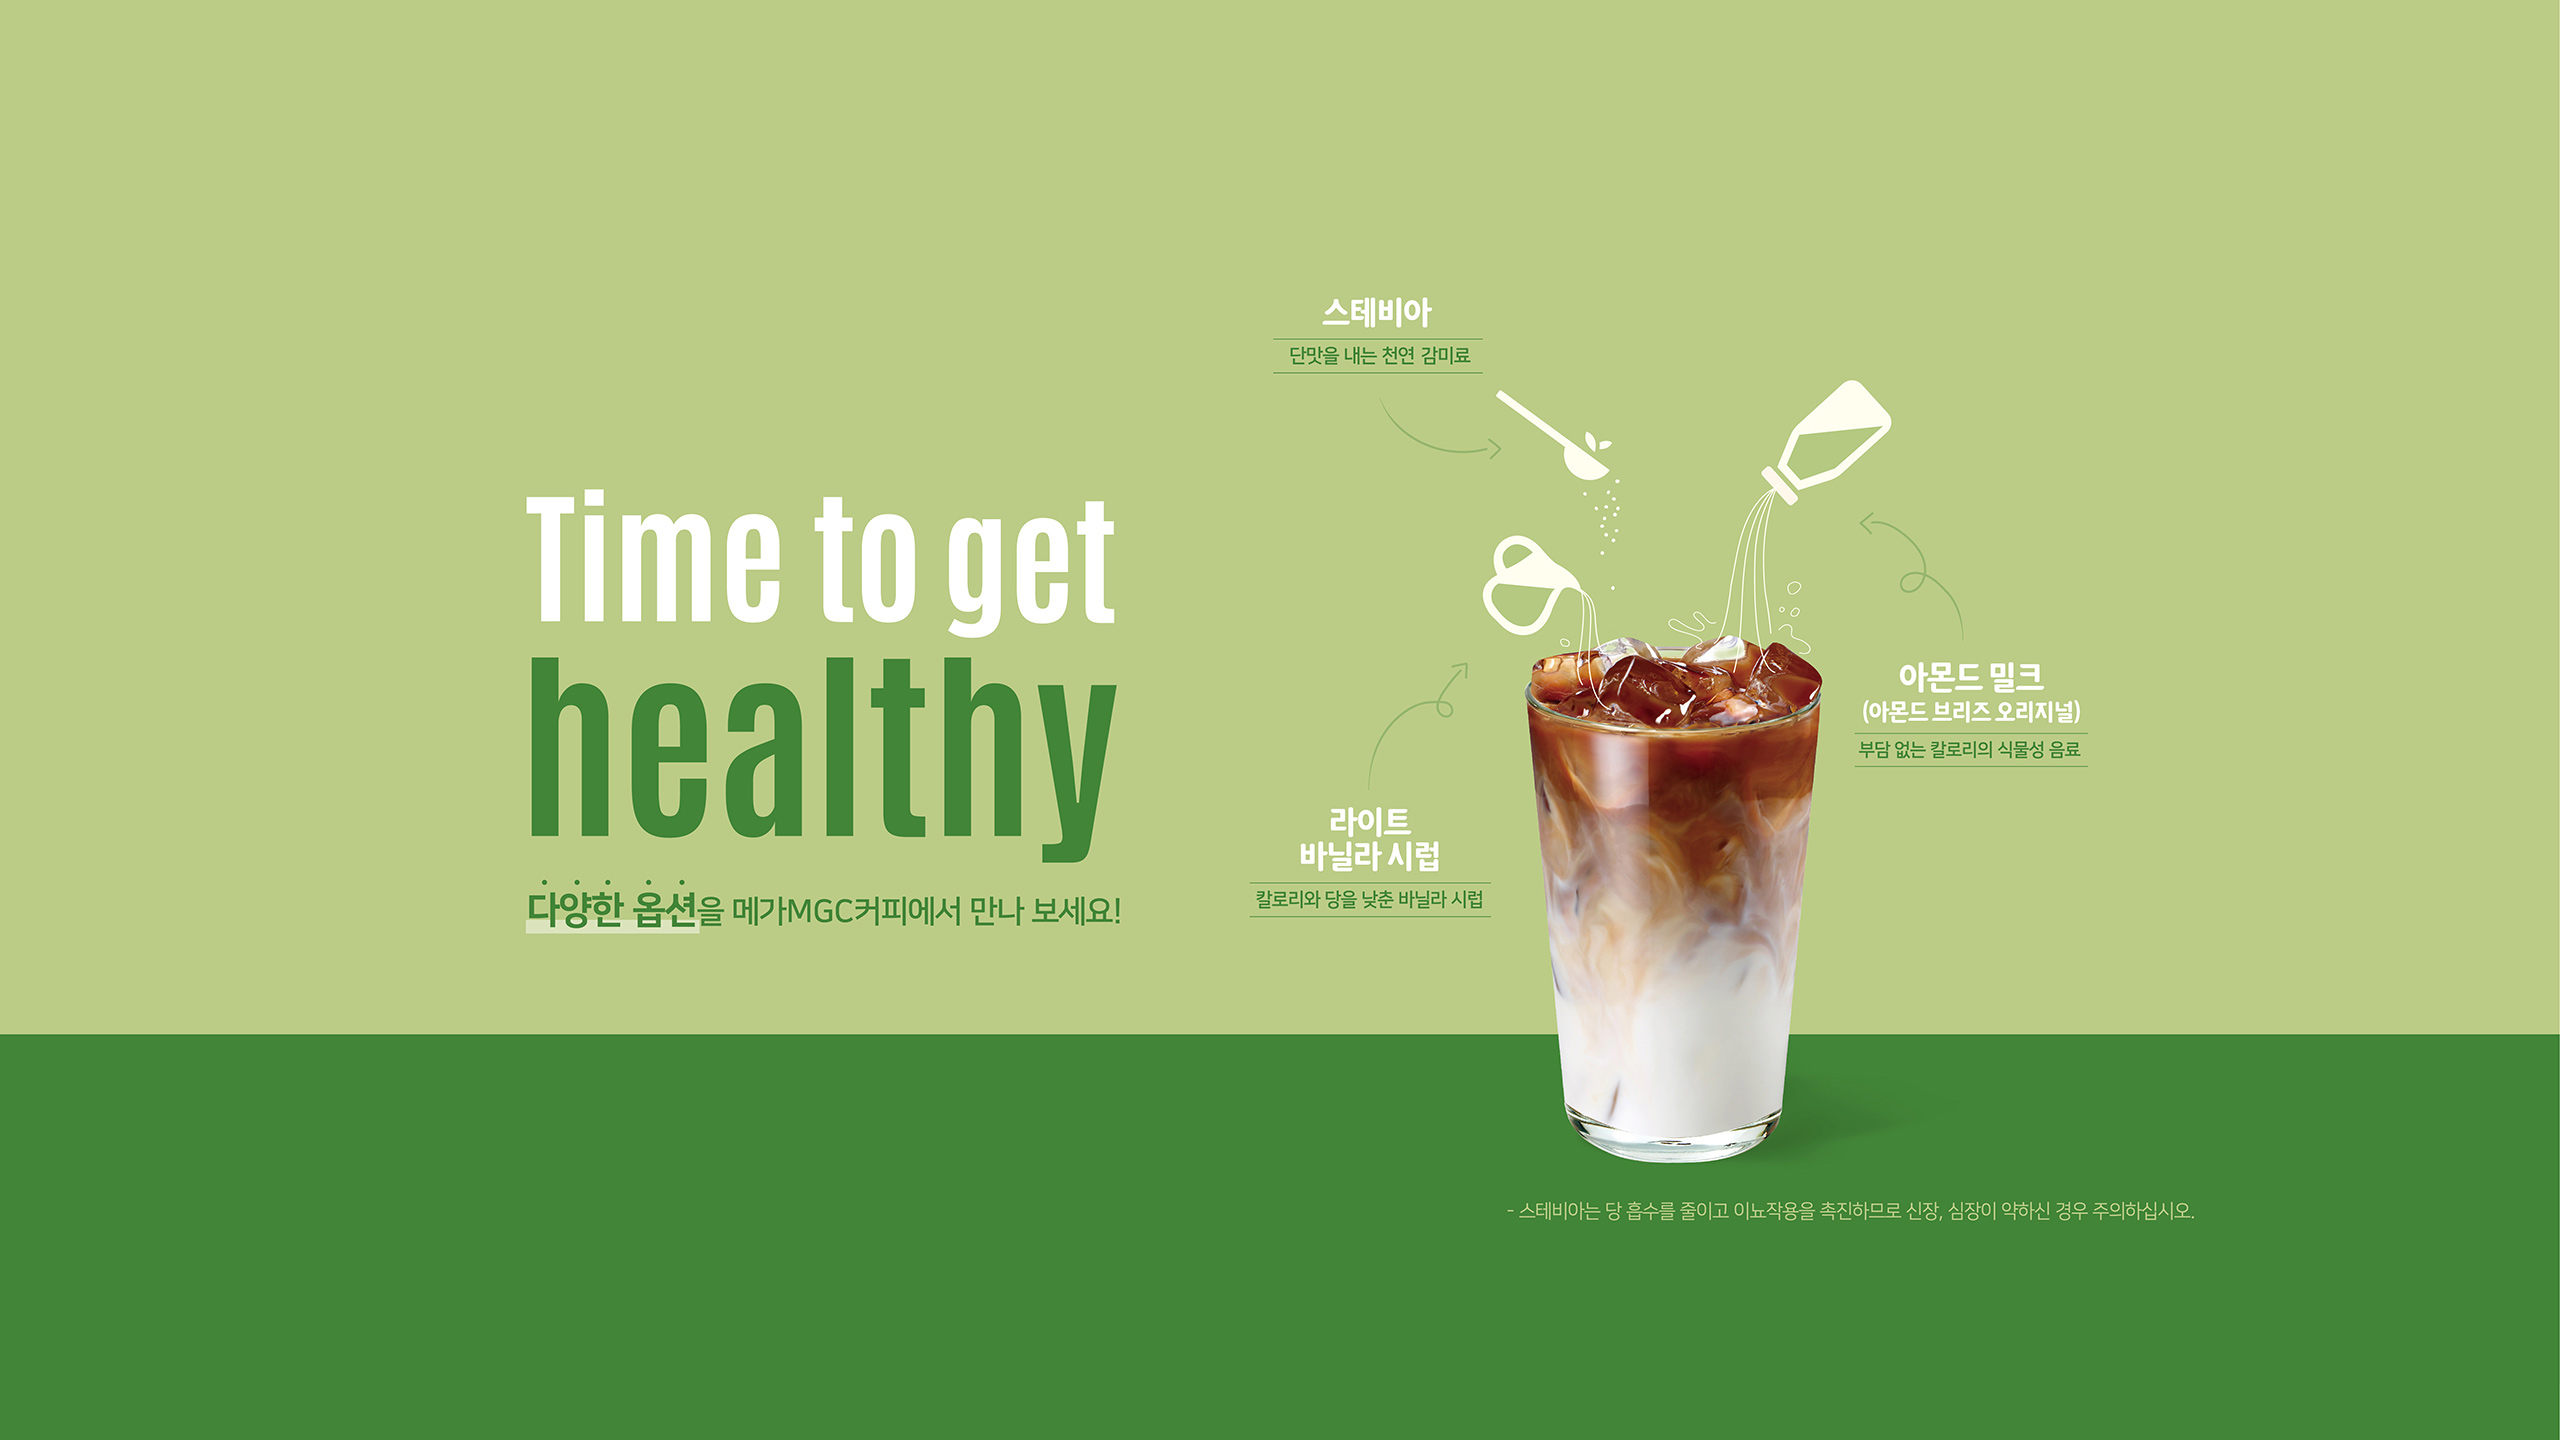 Time to get
healthy
다양한 옵션을 메가MGC커피에서 만나 보세요!
스테비아
단맛을 내는 천연 감미료
아몬드 밀크
(아몬드 브리즈 오리지널)
부담 없는 칼로리의 식물성 음료
라이트
바닐라 시럽
칼로리와 당을 낮춘 바닐라 시럽
- 스테비아는 당 흡수를 줄이고 이뇨작용을 촉진하므로 신장, 심장이 약하신 경우 주의하십시오.